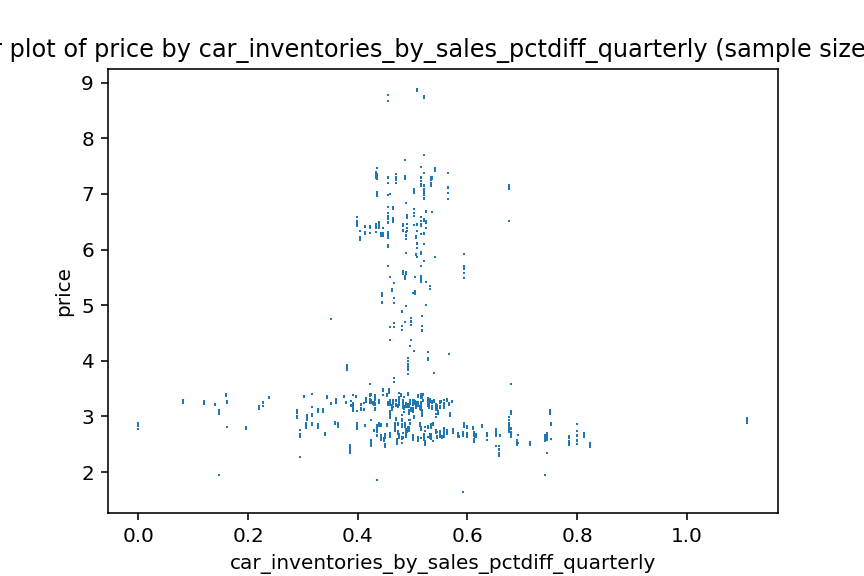 plot of price by car_inventories_by_sales_pctdiff_quarterly (sample size
9
8
7
6
5
4
3
2
price
0.0 0.2 0.4 0.6 0.8 1.0
car_inventories_by_sales_pctdiff_quarterly